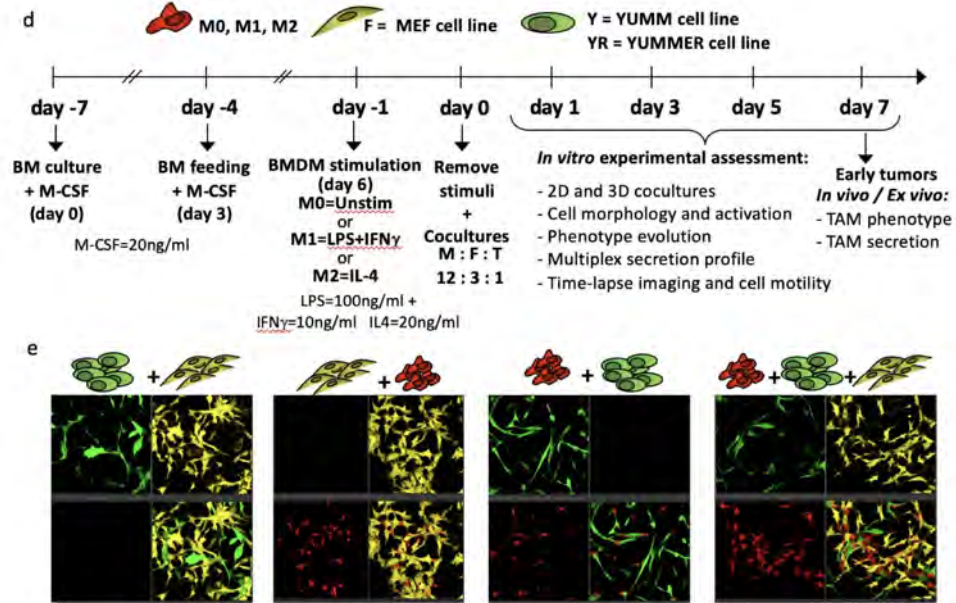 d
M0, M1, M2
F = MEF cell line
Y = YUMM cell line
YR = YUMMER cell line
day -7
day -4
day -1
day 0
day 1
day 3
day 5
day 7
BM culture
+ M-CSF
(day 0)
BM feeding
+ M-CSF
(day 3)
M-CSF=20ng/ml
BMDM stimulation
(day 6)
M0=Unstim
or
M1=LPS+IFNγ
or
M2=IL-4
LPS=100ng/ml +
IFNγ=10ng/ml IL4=20ng/ml
Remove
stimuli
+
Cocultures
M : F : T
12 : 3 : 1
In vitro experimental assessment:
- 2D and 3D cocultures
- Cell morphology and activation
- Phenotype evolution
- Multiplex secretion profile
- Time-lapse imaging and cell motility
Early tumors
In vivo / Ex vivo:
- TAM phenotype
- TAM secretion
e
+
+
+
+ +